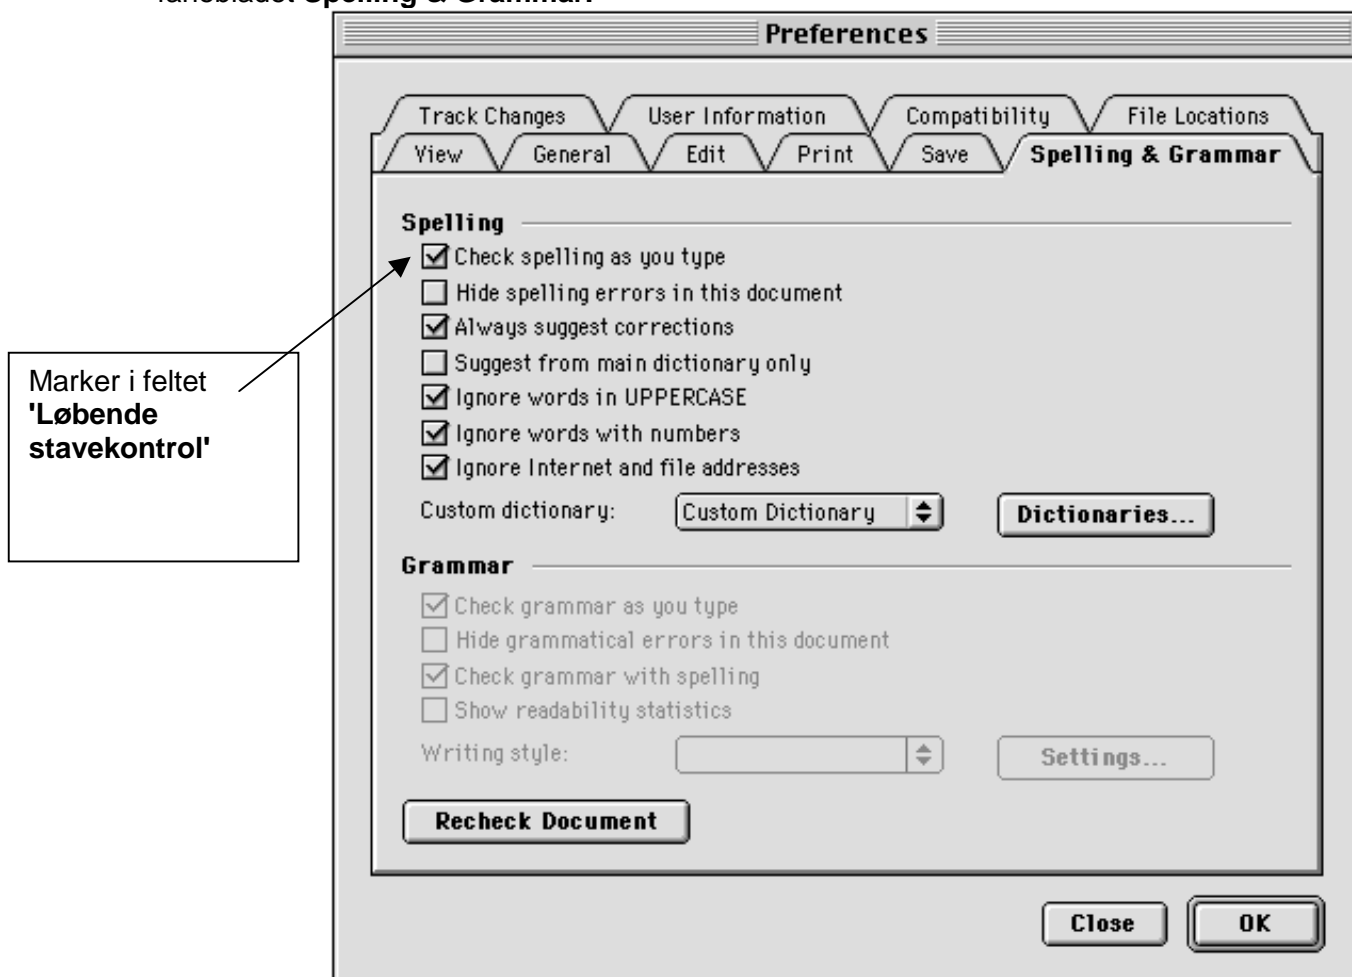 fanebladet Spelling & Grammar:
Preferences
Track Changes User Information Compatibility File Locations
View General Edit Print Save Spelling & Grammar
Spelling
Check spelling as you type
Hide spelling errors in this document
Always suggest corrections
Suggest from main dictionary only
Ignore words in UPPERCASE
Ignore words with numbers
Ignore Internet and file addresses
Custom dictionary: Custom Dictionary Dictionaries...
Grammar
Check grammar as you type
Hide grammatical errors in this document
Check grammar with spelling
Show readability statistics
Writing style: Settings...
Recheck Document
Close OK
Marker i feltet
'Løbende
stavekontrol'